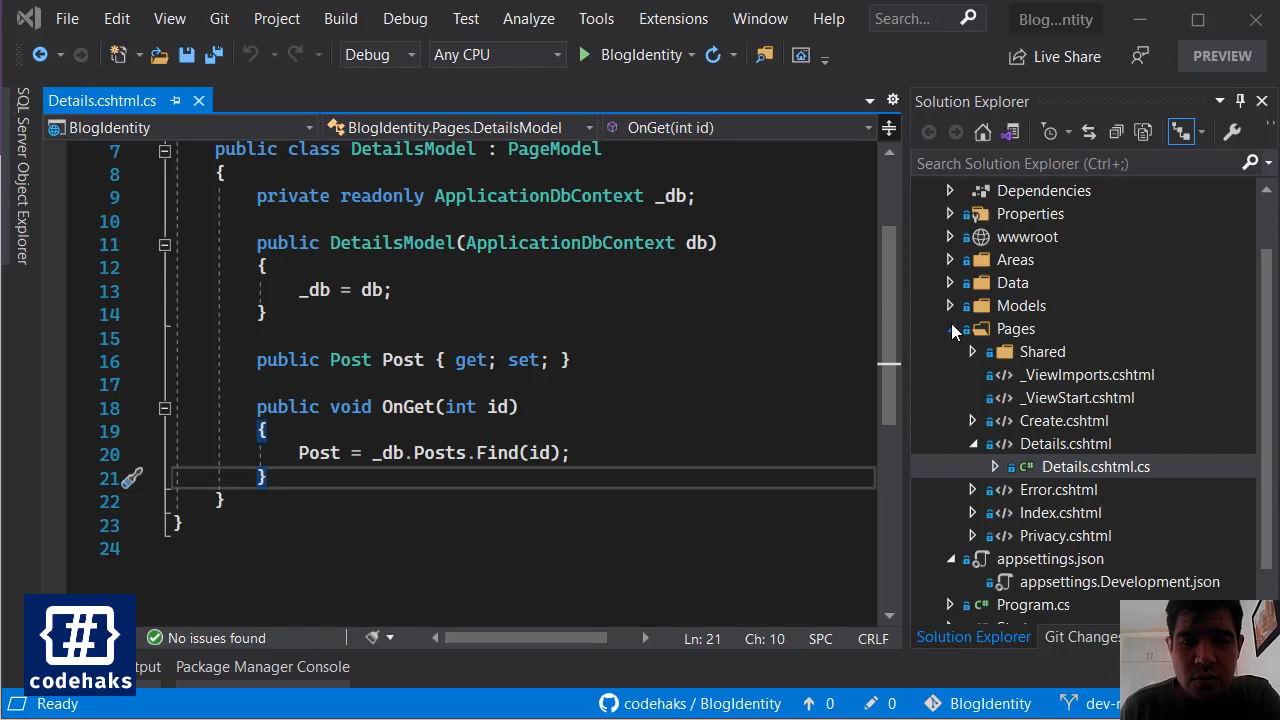 File Edit View Git Project Build Debug Test Analyze Tools Extensions Window Help Search... Blog...ntity
Debug Any CPU BlogIdentity Live Share PREVIEW
SQL Server Object Explorer
Details.cshtml.cs
BlogIdentity BlogIdentity.Pages.DetailsModel OnGet(int id)
7 public class DetailsModel : PageModel
8 {
9 private readonly ApplicationDbContext _db;
10
11 public DetailsModel(ApplicationDbContext db)
12 {
13 _db = db;
14 }
15
16 public Post Post { get; set; }
17
18 public void OnGet(int id)
19 {
20 Post = _db.Posts.Find(id);
21 }
22 }
23 }
24
No issues found Ln: 21 Ch: 10 SPC CRLF
Solution Explorer
Search Solution Explorer (Ctrl+;)
Dependencies
Properties
wwwroot
Areas
Data
Models
Pages
Shared
_ViewImports.cshtml
_ViewStart.cshtml
Create.cshtml
Details.cshtml
C# Details.cshtml.cs
Error.cshtml
Index.cshtml
Privacy.cshtml
appsettings.json
appsettings.Development.json
C# Program.cs
Solution Explorer Git Changes
{#}
codehaks
Package Manager Console
Ready codehaks / BlogIdentity 0 0 BlogIdentity